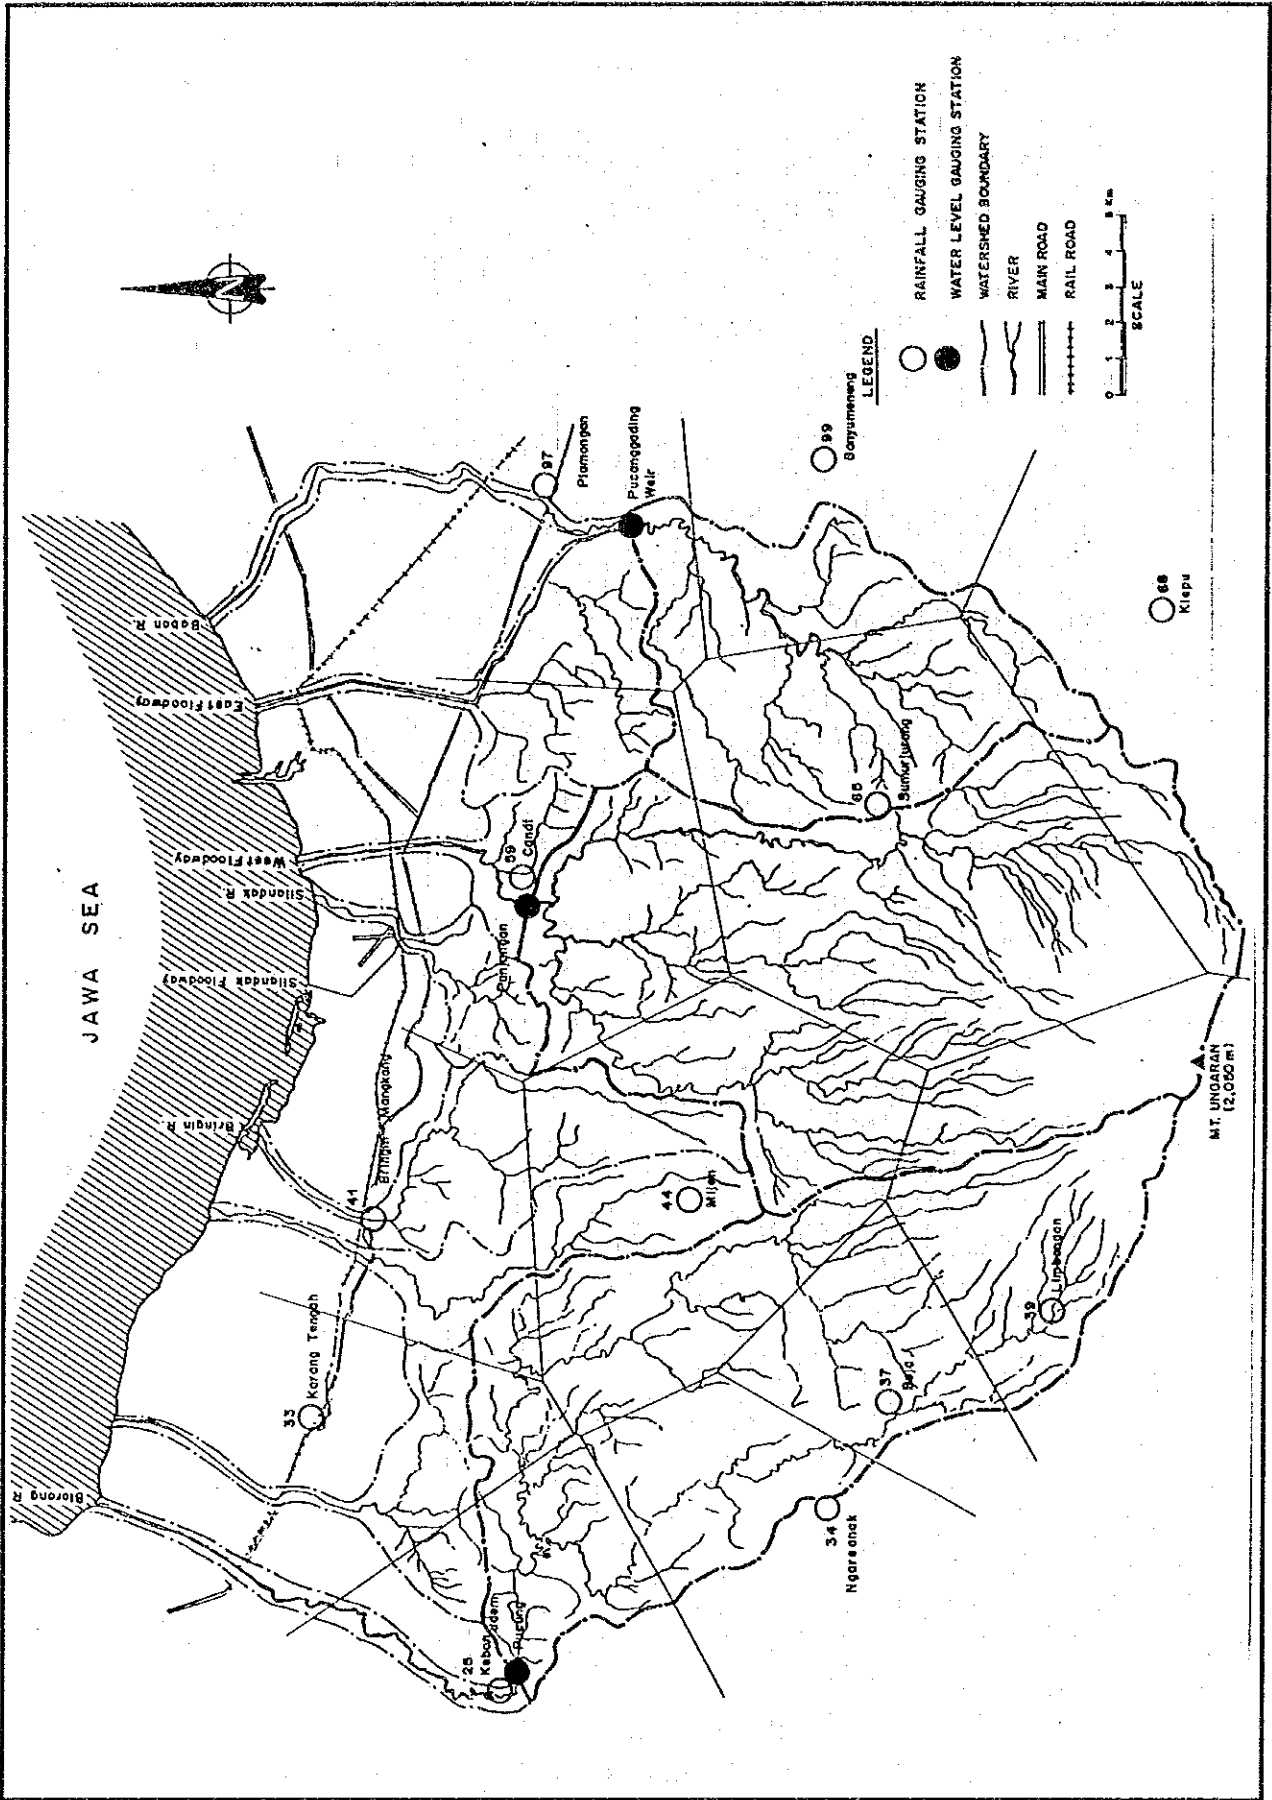 JAWA SEA
Blorong R.
Bringin R.
Silandak Floodway
Silandak R.
West Floodway
East Floodway
Babon R.
33 Karang Tengah
41
Bringin
Mangkang
25
Kebon
Panjangan
59
Candi
97
Plamongan
Pucanggading
Weir
44
Mijen
65
Sumurjurang
99
Banyumeneng
34
Ngareanak
37
Boja
39
Limbangan
68
Klepu
MT. UNGARAN
(2,050 m)
LEGEND
RAINFALL GAUGING STATION
WATER LEVEL GAUGING STATION
WATERSHED BOUNDARY
RIVER
MAIN ROAD
RAIL ROAD
0 1 2 3 4 5 Km
SCALE
N